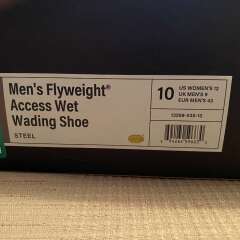 Men's Flyweight®
Access Wet
Wading Shoe
STEEL
10
US WOMEN'S 12
UK MEN'S 9
EUR MEN'S 43